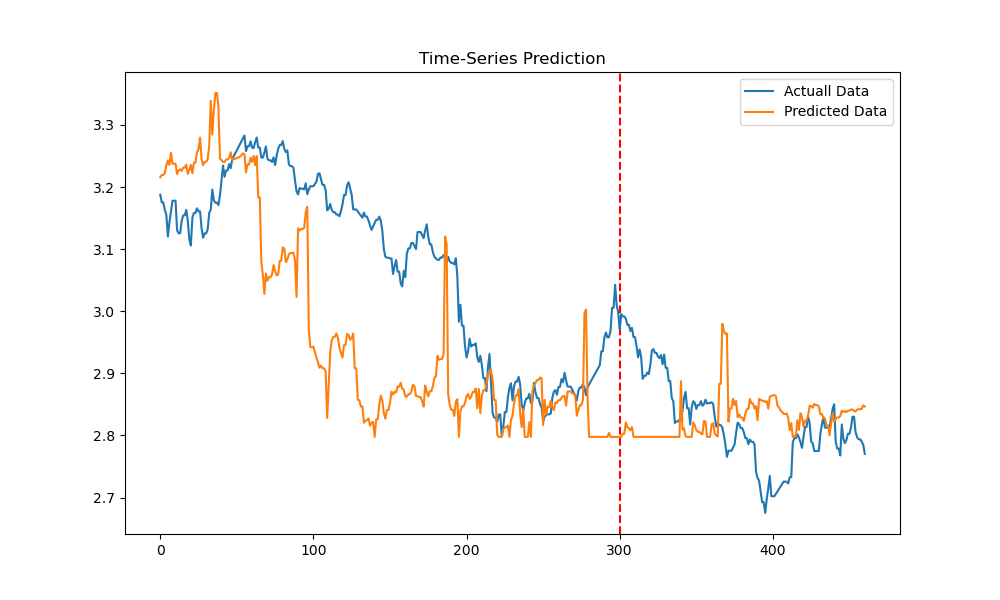 Time-Series Prediction
Actuall Data
Predicted Data
3.3
3.2
3.1
3.0
2.9
2.8
2.7
0 100 200 300 400